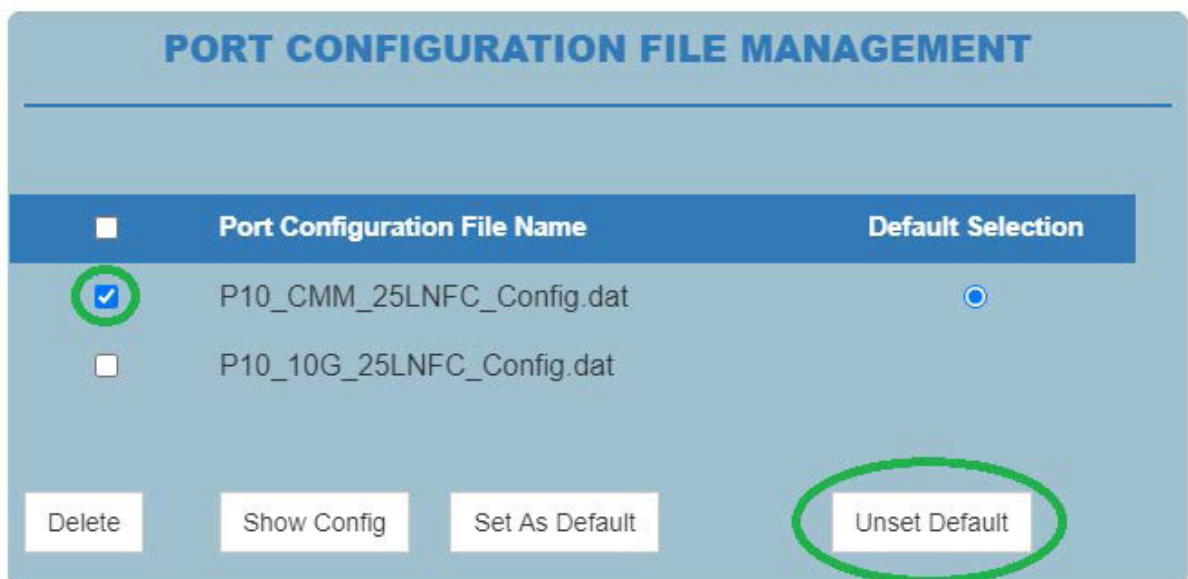 PORT CONFIGURATION FILE MANAGEMENT
Port Configuration File Name Default Selection
P10_CMM_25LNFC_Config.dat
P10_10G_25LNFC_Config.dat
Delete Show Config Set As Default Unset Default